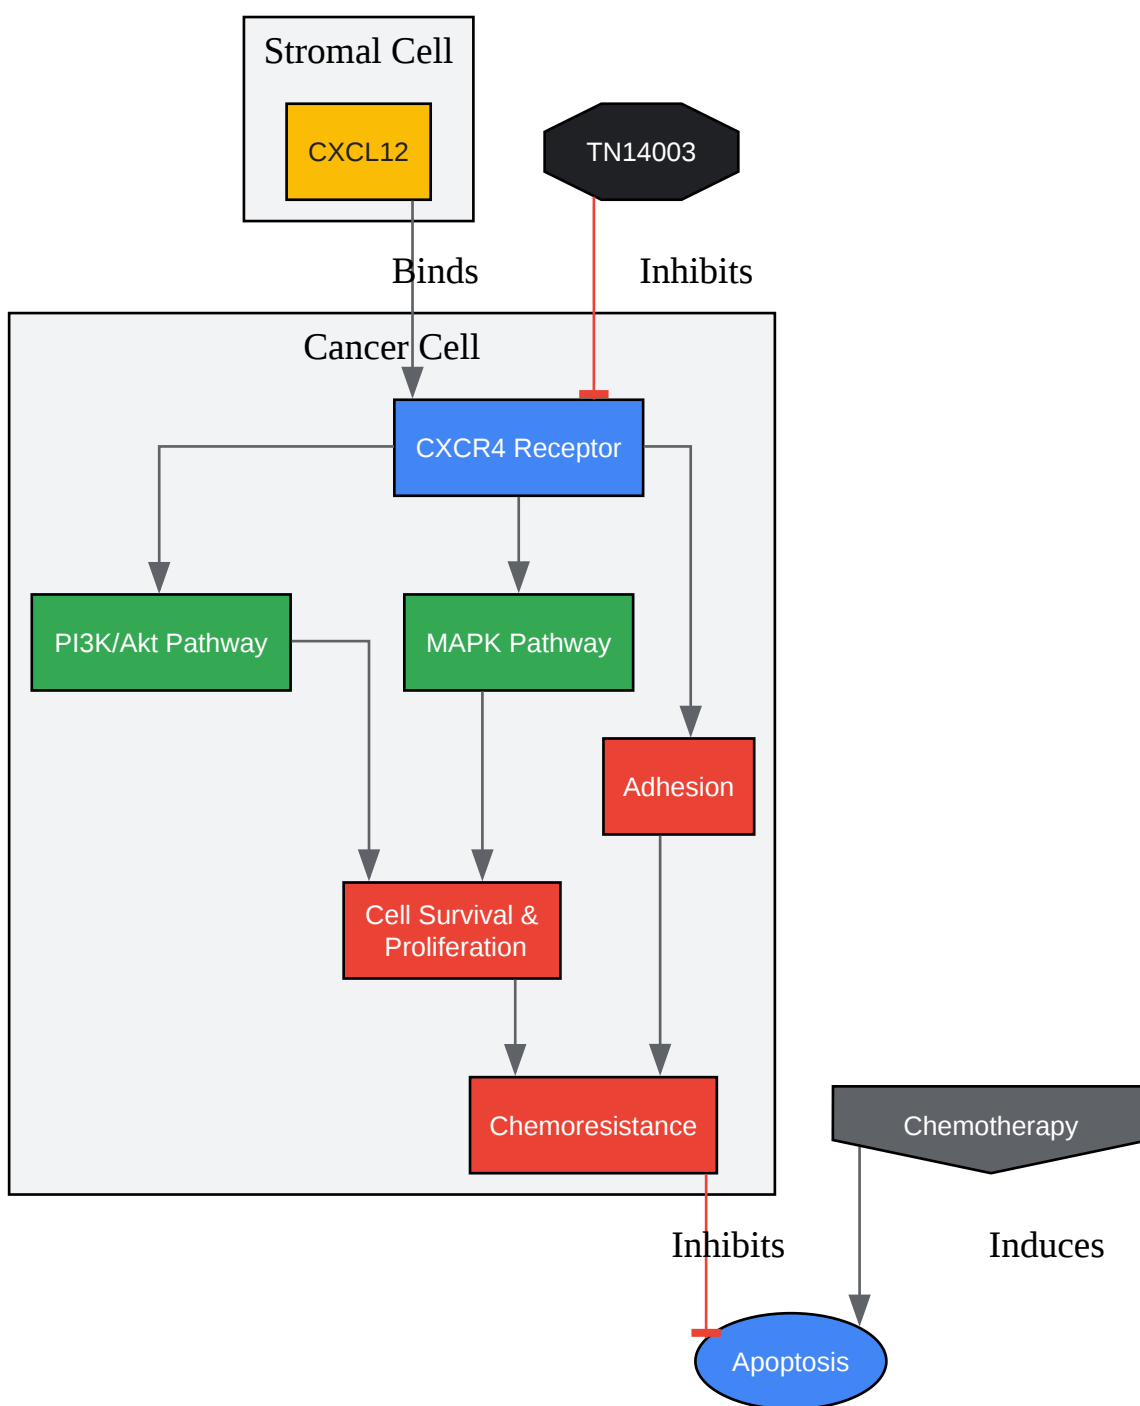 Stromal Cell
CXCL12
TN14003
Binds
Inhibits
Cancer Cell
CXCR4 Receptor
PI3K/Akt Pathway
MAPK Pathway
Adhesion
Cell Survival &
Proliferation
Chemoresistance
Chemotherapy
Inhibits
Induces
Apoptosis